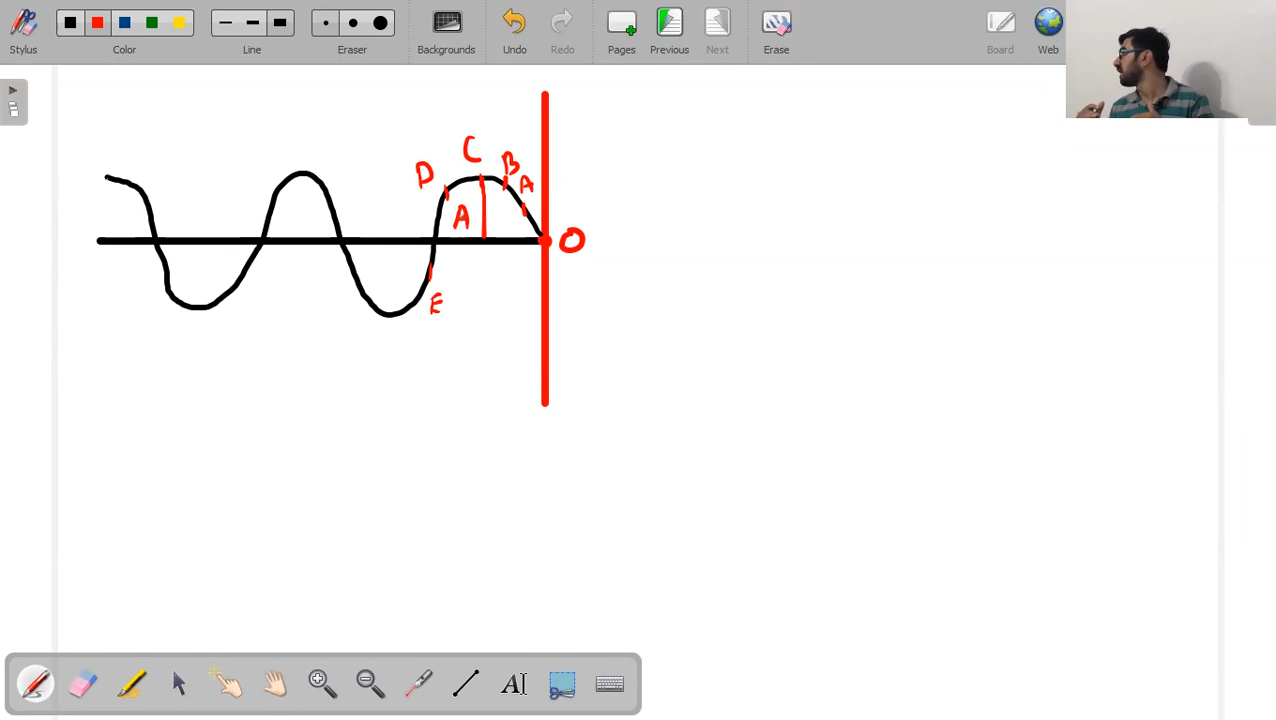 Stylus Color Line Eraser Backgrounds Undo Redo Pages Previous Next Erase Board Web
C
B
D
A
A
O
E
A